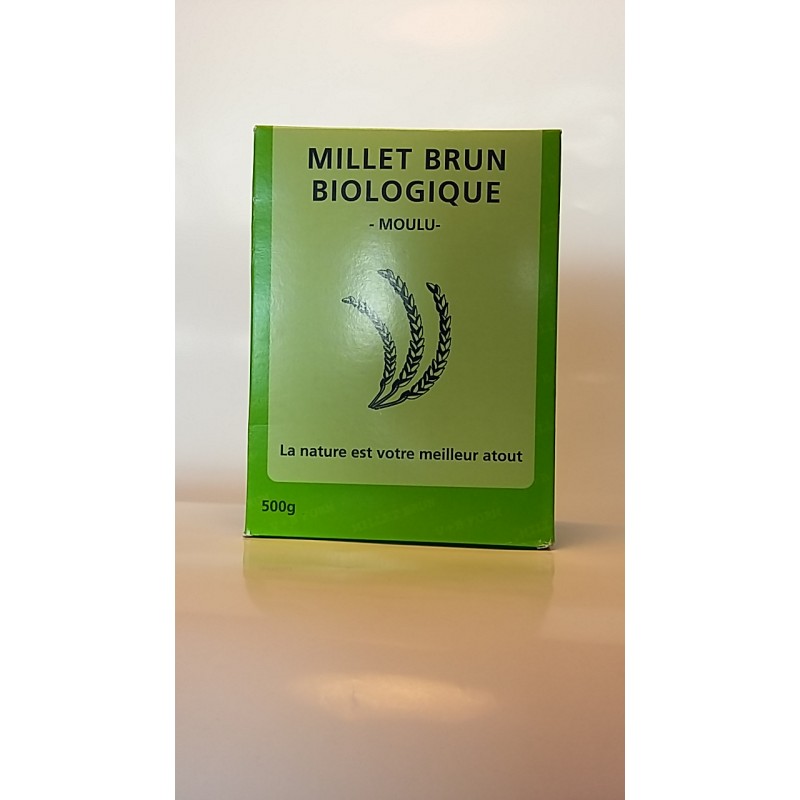 MILLET BRUN
BIOLOGIQUE
- MOULU-
La nature est votre meilleur atout
500g